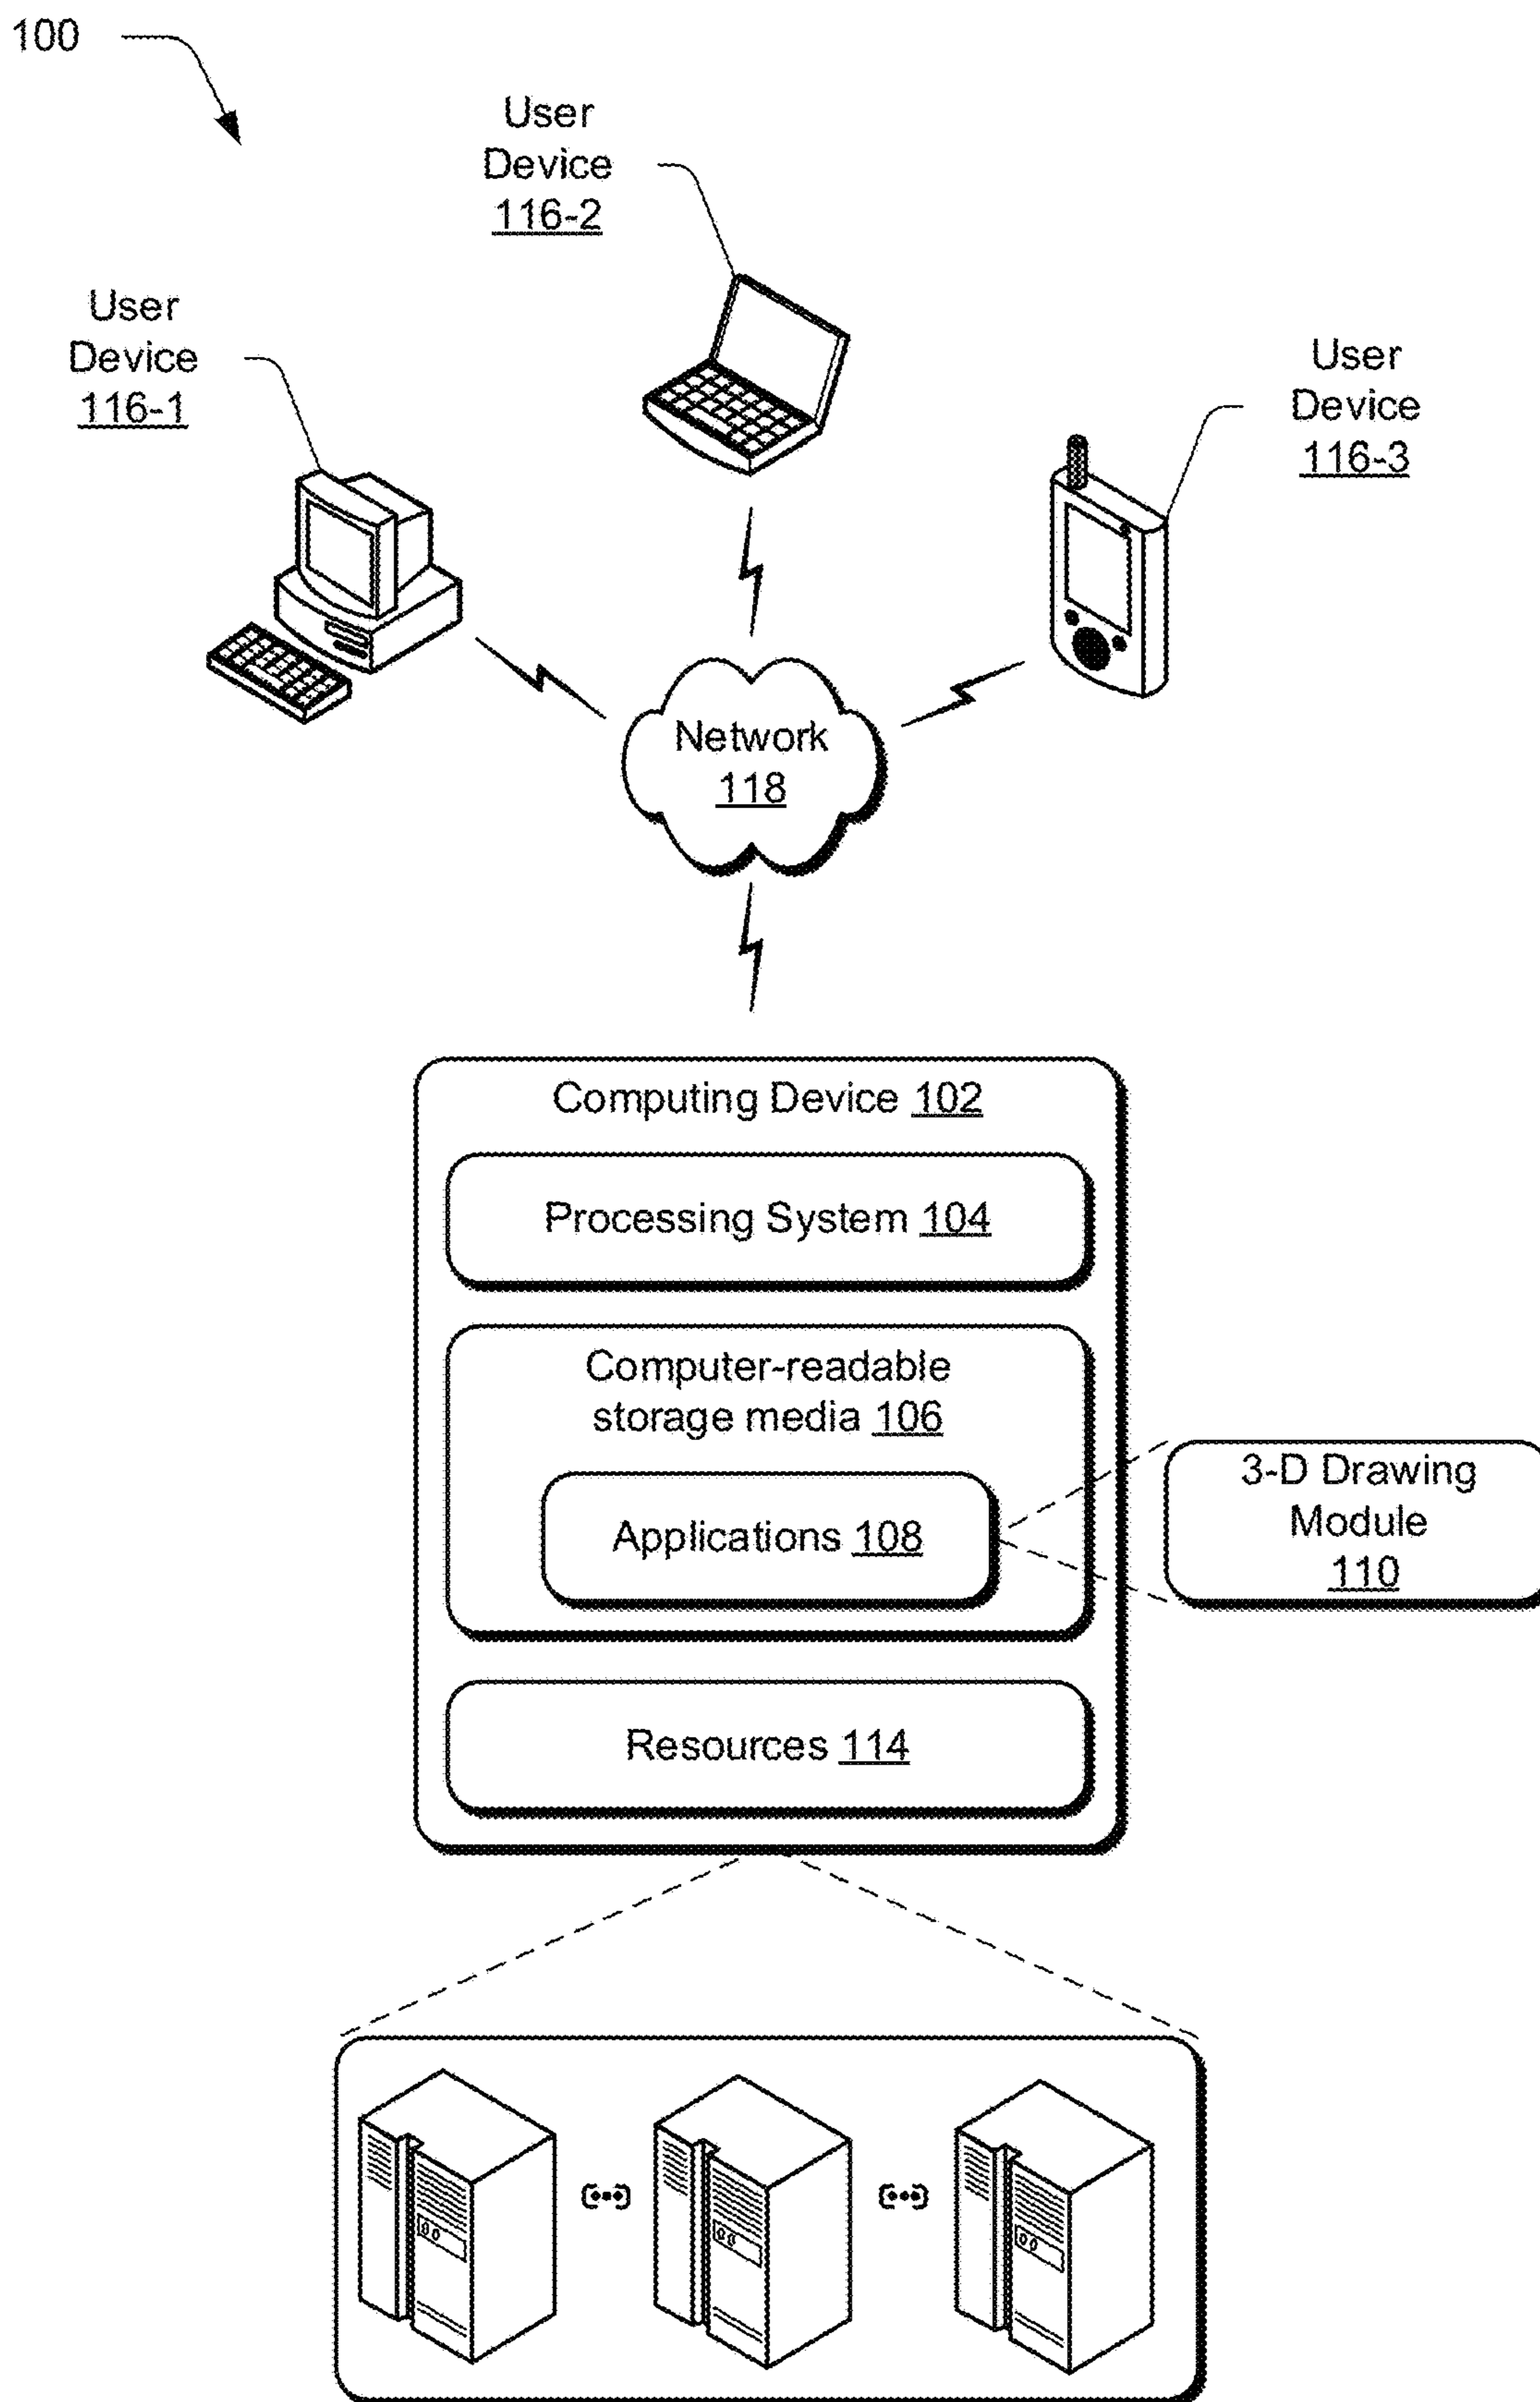 100
User
Device
116-2
User
Device
116-1
User
Device
116-3
Network
118
Computing Device 102
Processing System 104
Computer-readable
storage media 106
Applications 108
3-D Drawing
Module
110
Resources 114